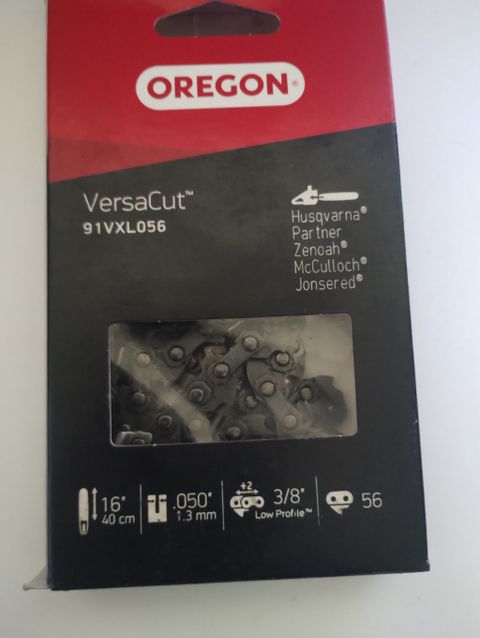 OREGON®
VersaCut™
91VXL056
Husqvarna®
Partner
Zenoah®
McCulloch®
Jonsered®
16"
40 cm
.050"
1.3 mm
÷2
3/8"
Low Profile™
56